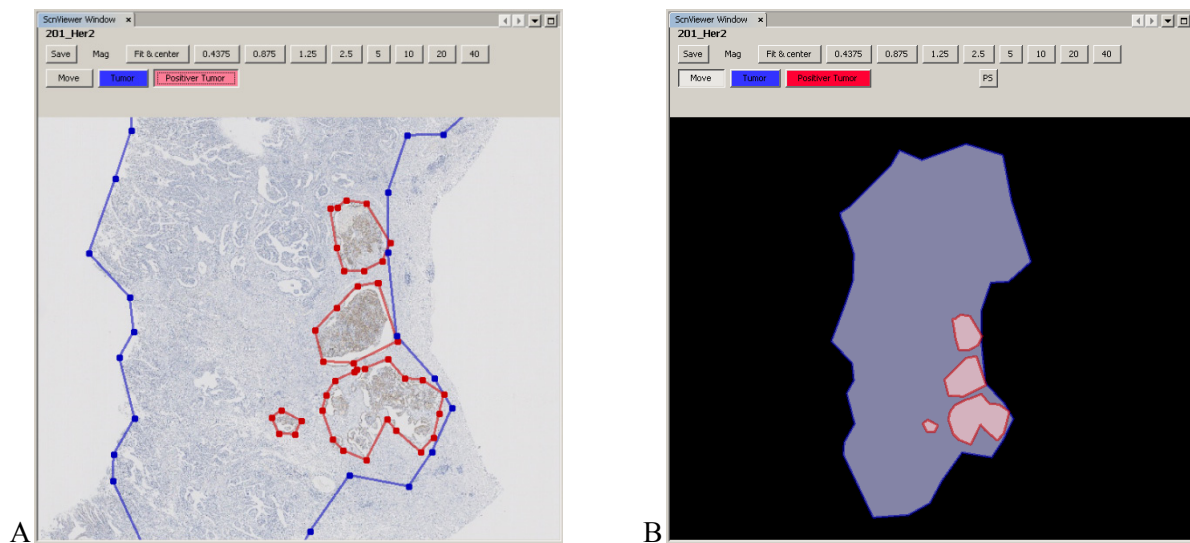 ScnViewer Window ×
201_Her2
Save Mag Fit & center 0.4375 0.875 1.25 2.5 5 10 20 40
Move Tumor Positiver Tumor
A
ScnViewer Window ×
201_Her2
Save Mag Fit & center 0.4375 0.875 1.25 2.5 5 10 20 40
Move Tumor Positiver Tumor PS
B